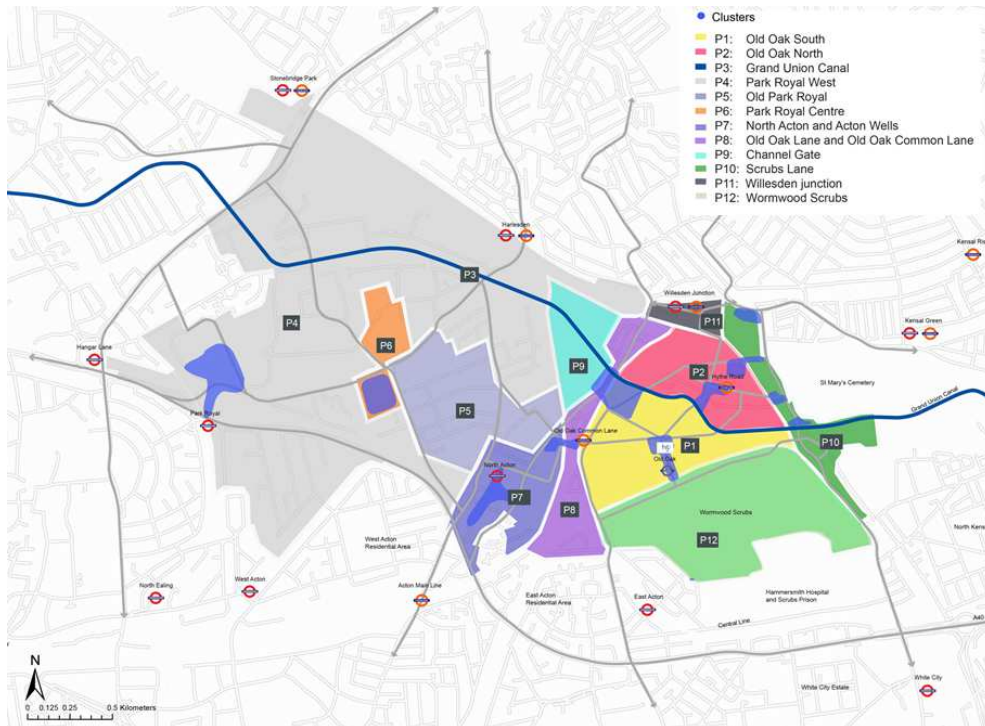 Clusters
P1: Old Oak South
P2: Old Oak North
P3: Grand Union Canal
P4: Park Royal West
P5: Old Park Royal
P6: Park Royal Centre
P7: North Acton and Acton Wells
P8: Old Oak Lane and Old Oak Common Lane
P9: Channel Gate
P10: Scrubs Lane
P11: Willesden junction
P12: Wormwood Scrubs
Stonebridge Park
Harlesden
Kensal Ris
P3
Willesden Junction
P4
P11
Kensal Green
Hangar Lane
P6
P9
P2
Hythe Road
St Mary's Cemetery
Grand Union Canal
Park Royal
P5
Old Oak Common Lane
P10
P1
Old Oak
North Acton
P7
P8
Wormwood Scrubs
North Kens
West Acton
Residential Area
P12
North Ealing
West Acton
Acton Main Line
East Acton
Residential Area
East Acton
Hammersmith Hospital
and Scrubs Prison
Central Line
A40
N
White City
White City Estate
0 0.125 0.25 0.5 Kilometers